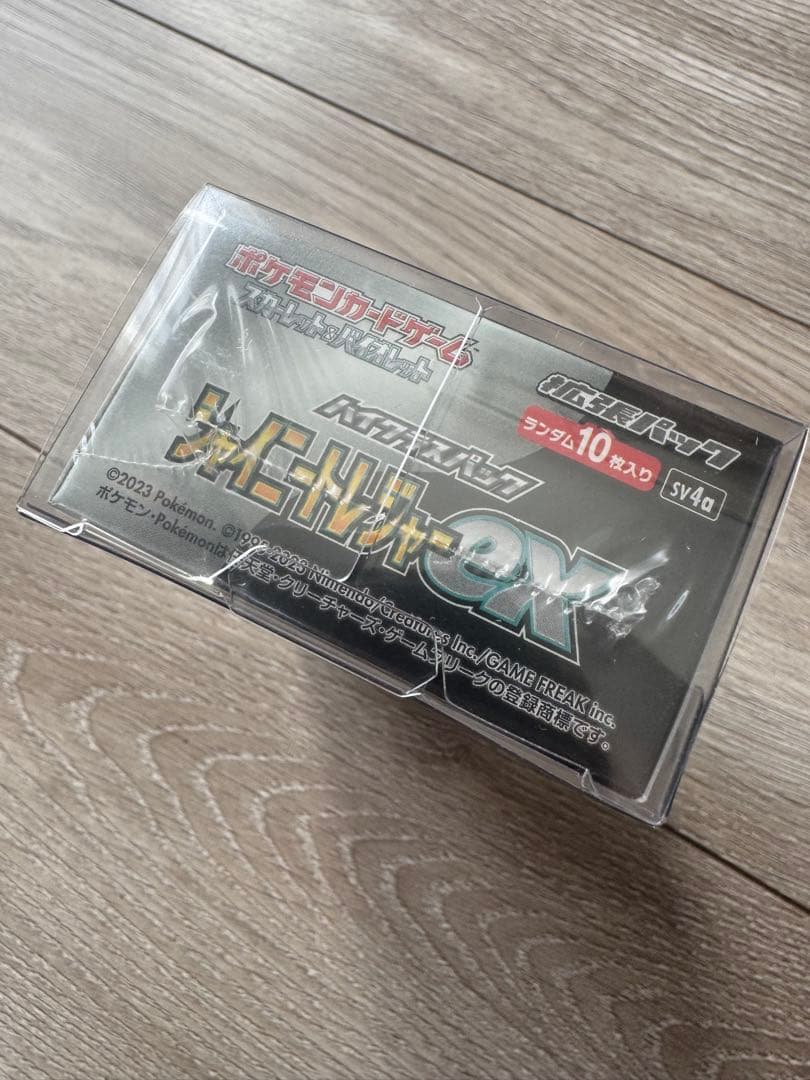 ポケモンカードゲーム
スカーレット&バイオレット
拡張パック
ランダム10枚入り
SV4a
ハイクラスパック
シャイニートレジャーex
©2023 Pokémon. ©1995-2023 Nintendo/Creatures Inc./GAME FREAK inc.
ポケモン・Pokémonは任天堂・クリーチャーズ・ゲームフリークの登録商標です。